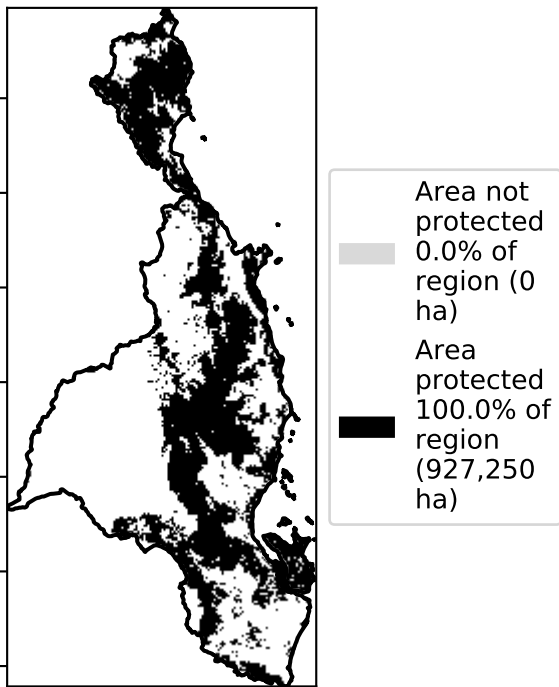 Area not
protected
0.0% of
region (0
ha)
Area
protected
100.0% of
region
(927,250
ha)